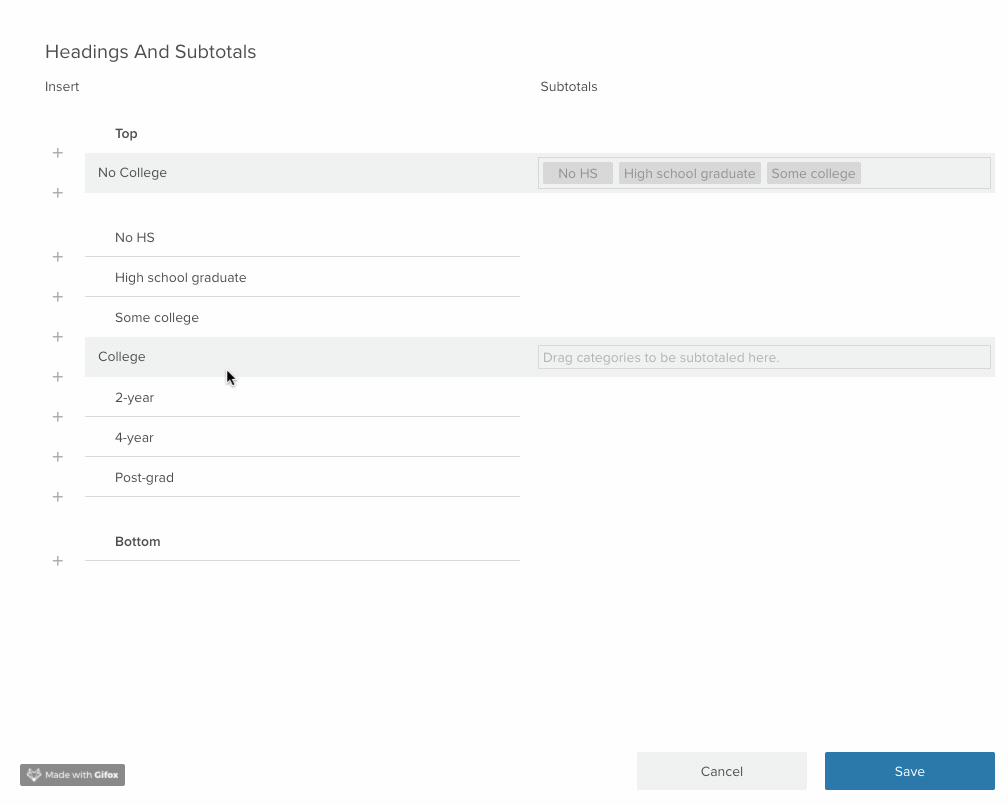 Headings And Subtotals
Insert Subtotals
Top
No College No HS High school graduate Some college
No HS
High school graduate
Some college
College Drag categories to be subtotaled here.
2-year
4-year
Post-grad
Bottom
Made with Gifox Cancel Save